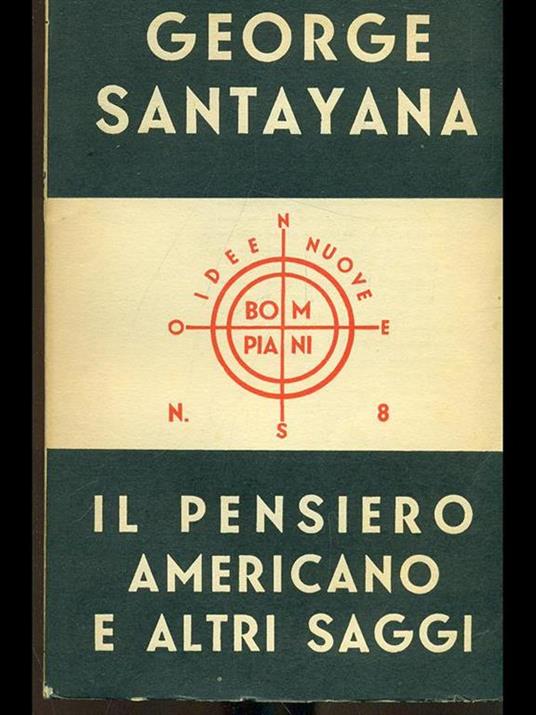 GEORGE
SANTAYANA
N
IDEE NUOVE
BOM
O E
PIANI
N. 8
S
IL PENSIERO
AMERICANO
E ALTRI SAGGI